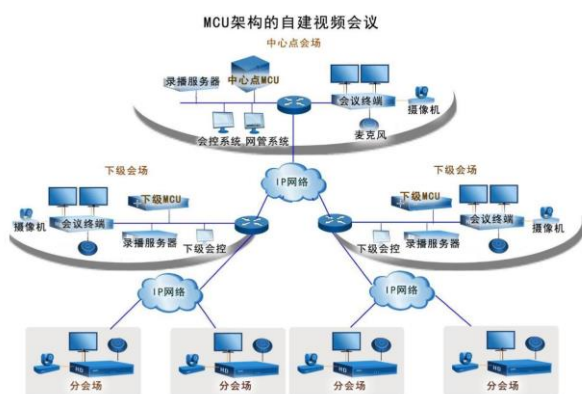 MCU架构的自建视频会议
中心点会场
录播服务器
中心点MCU
会议终端
摄像机
会控系统
网管系统
麦克风
IP网络
下级会场
下级会场
下级MCU
会议终端
摄像机
录播服务器
下级会控
下级MCU
会议终端
摄像机
下级会控
录播服务器
IP网络
IP网络
HD
HD
HD
HD
分会场
分会场
分会场
分会场